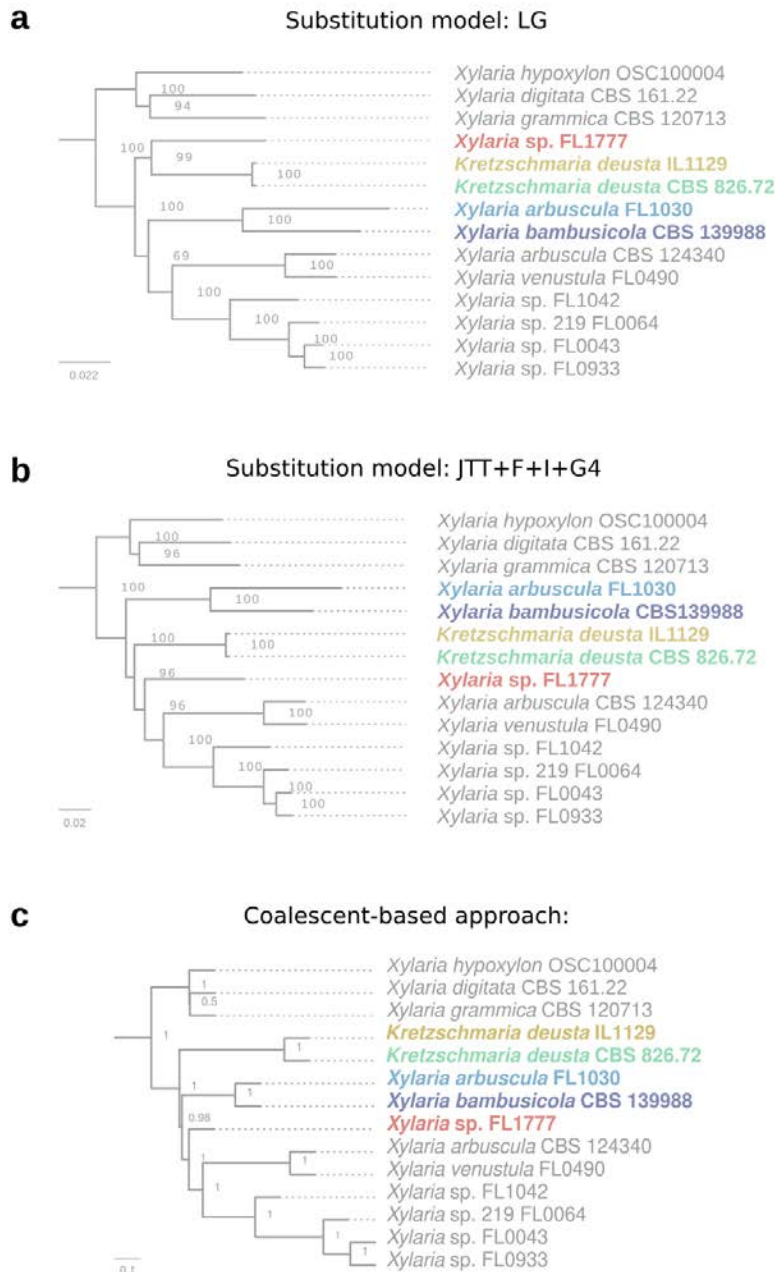 a
Substitution model: LG
Xylaria hypoxylon OSC100004
100
Xylaria digitata CBS 161.22
94
Xylaria grammica CBS 120713
Xylaria sp. FL1777
100
99
Kretzschmaria deusta IL1129
100
Kretzschmaria deusta CBS 826.72
100
Xylaria arbuscula FL1030
100
Xylaria bambusicola CBS 139988
69
Xylaria arbuscula CBS 124340
100
Xylaria venustula FL0490
100
Xylaria sp. FL1042
100
Xylaria sp. 219 FL0064
100
Xylaria sp. FL0043
100
Xylaria sp. FL0933
0.022
b
Substitution model: JTT+F+I+G4
Xylaria hypoxylon OSC100004
100
Xylaria digitata CBS 161.22
96
Xylaria grammica CBS 120713
100
Xylaria arbuscula FL1030
100
Xylaria bambusicola CBS139988
Kretzschmaria deusta IL1129
100
100
Kretzschmaria deusta CBS 826.72
96
Xylaria sp. FL1777
96
Xylaria arbuscula CBS 124340
100
Xylaria venustula FL0490
100
Xylaria sp. FL1042
100
Xylaria sp. 219 FL0064
100
Xylaria sp. FL0043
100
Xylaria sp. FL0933
0.02
c
Coalescent-based approach:
Xylaria hypoxylon OSC100004
1
Xylaria digitata CBS 161.22
0.5
Xylaria grammica CBS 120713
1
Kretzschmaria deusta IL1129
1
Kretzschmaria deusta CBS 826.72
1
Xylaria arbuscula FL1030
1
Xylaria bambusicola CBS 139988
0.98
Xylaria sp. FL1777
1
Xylaria arbuscula CBS 124340
1
Xylaria venustula FL0490
1
Xylaria sp. FL1042
1
Xylaria sp. 219 FL0064
1
Xylaria sp. FL0043
1
Xylaria sp. FL0933
0.1